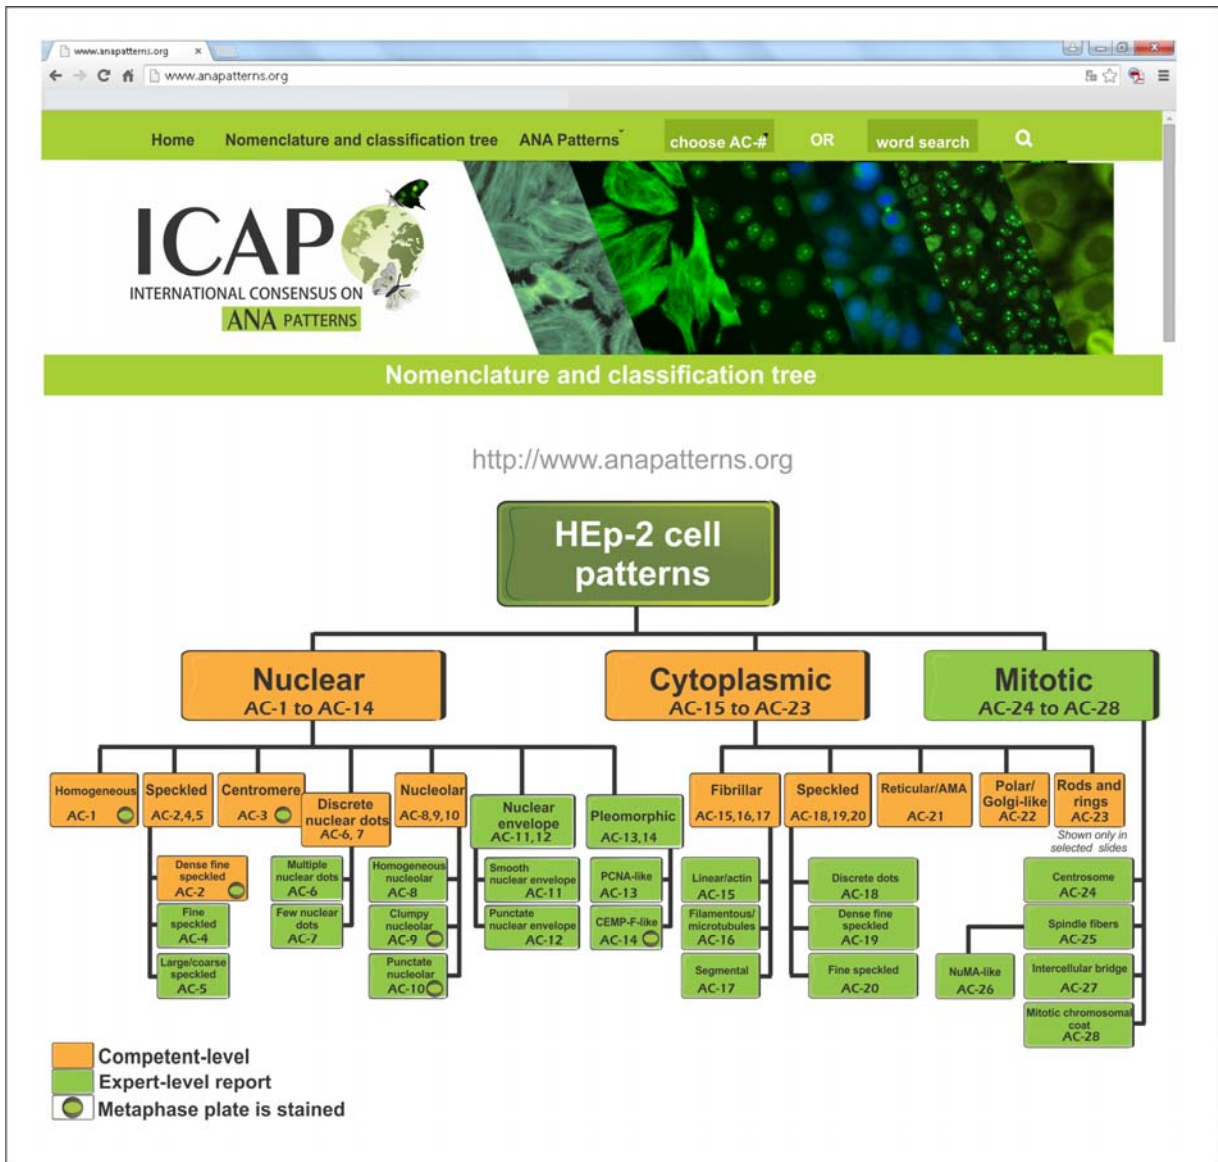 www.anapatterns.org
www.anapatterns.org
Home Nomenclature and classification tree ANA Patterns choose AC-# OR word search
ICAP
INTERNATIONAL CONSENSUS ON
ANA PATTERNS
Nomenclature and classification tree
http://www.anapatterns.org
HEp-2 cell
patterns
Nuclear
AC-1 to AC-14
Cytoplasmic
AC-15 to AC-23
Mitotic
AC-24 to AC-28
Homogeneous
AC-1
Speckled
AC-2,4,5
Centromere
AC-3
Discrete
nuclear dots
AC-6, 7
Nucleolar
AC-8,9,10
Nuclear
envelope
AC-11,12
Pleomorphic
AC-13,14
Fibrillar
AC-15,16,17
Speckled
AC-18,19,20
Reticular/AMA
AC-21
Polar/
Golgi-like
AC-22
Rods and
rings
AC-23
Shown only in
selected slides
Dense fine
speckled
AC-2
Fine
speckled
AC-4
Large/coarse
speckled
AC-5
Multiple
nuclear dots
AC-6
Few nuclear
dots
AC-7
Homogeneous
nucleolar
AC-8
Clumpy
nucleolar
AC-9
Punctate
nucleolar
AC-10
Smooth
nuclear envelope
AC-11
Punctate
nuclear envelope
AC-12
PCNA-like
AC-13
CEMP-F-like
AC-14
Linear/actin
AC-15
Filamentous/
microtubules
AC-16
Segmental
AC-17
Discrete dots
AC-18
Dense fine
speckled
AC-19
Fine speckled
AC-20
Centrosome
AC-24
Spindle fibers
AC-25
NuMA-like
AC-26
Intercellular bridge
AC-27
Mitotic chromosomal
coat
AC-28
Competent-level
Expert-level report
Metaphase plate is stained